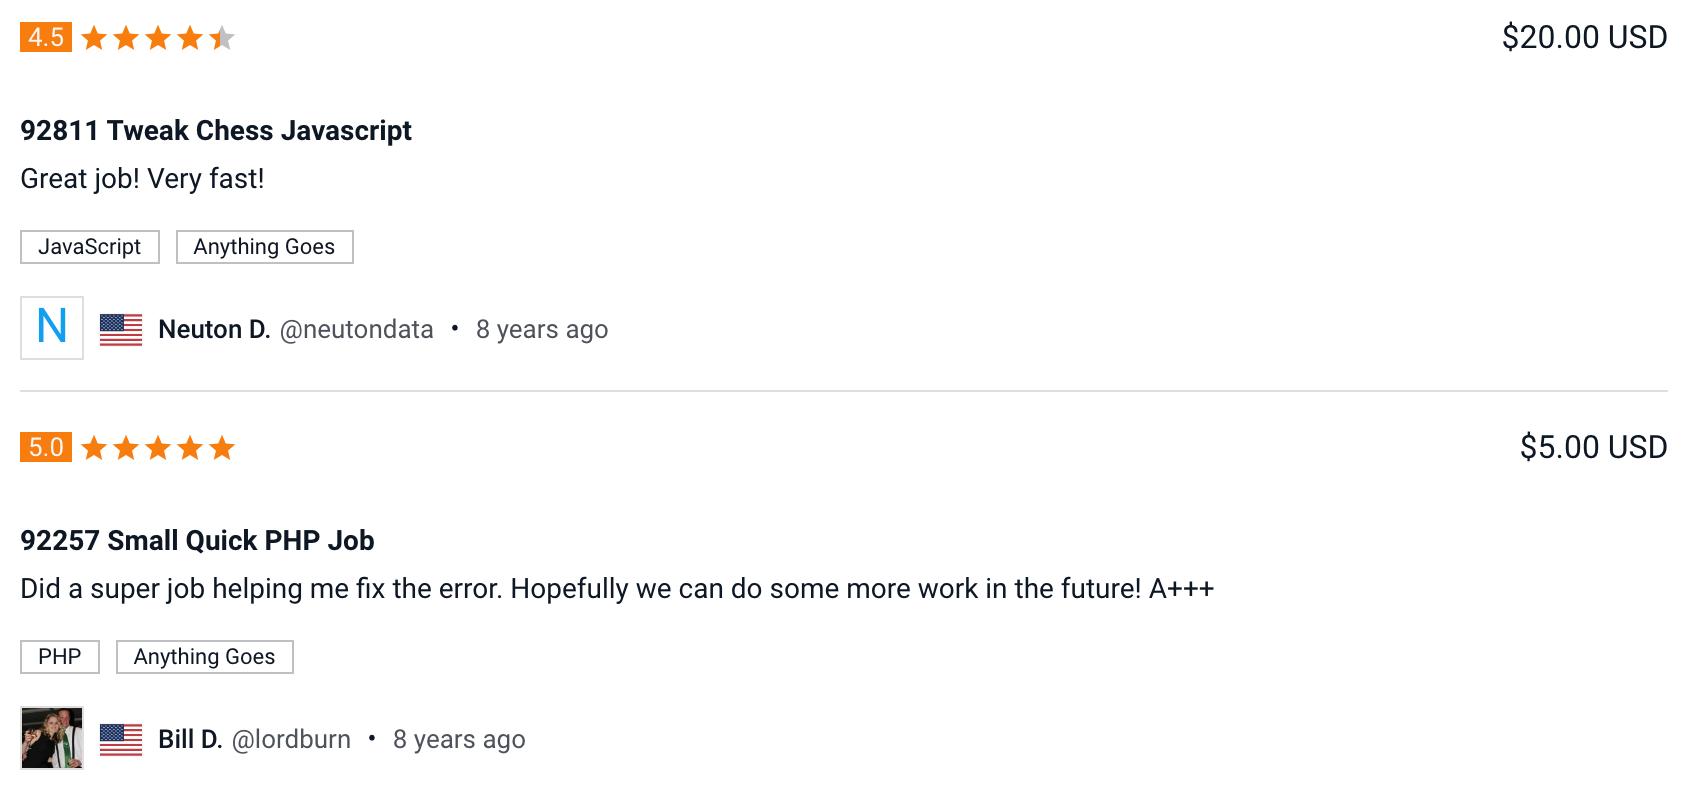 4.5 $20.00 USD
92811 Tweak Chess Javascript
Great job! Very fast!
JavaScript Anything Goes
N Neuton D. @neutondata • 8 years ago
5.0 $5.00 USD
92257 Small Quick PHP Job
Did a super job helping me fix the error. Hopefully we can do some more work in the future! A+++
PHP Anything Goes
Bill D. @lordburn • 8 years ago